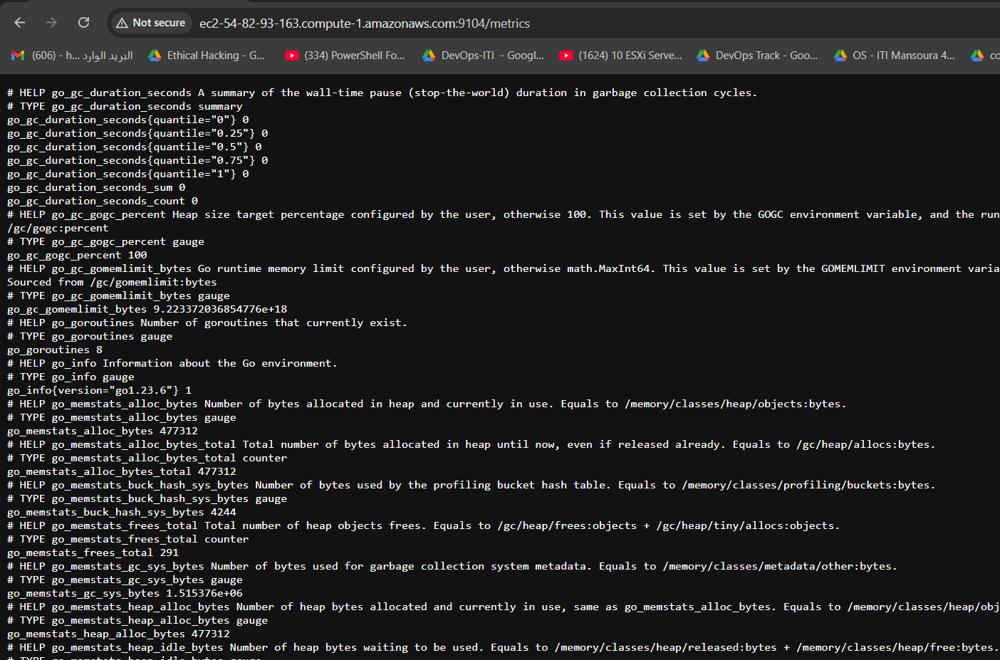 Not secure ec2-54-82-93-163.compute-1.amazonaws.com:9104/metrics
(606) - h... البريد الوارد Ethical Hacking - G... (334) PowerShell Fo... DevOps-ITI - Googl... (1624) 10 ESXi Serve... DevOps Track - Goo... OS - ITI Mansoura 4... co
# HELP go_gc_duration_seconds A summary of the wall-time pause (stop-the-world) duration in garbage collection cycles.
# TYPE go_gc_duration_seconds summary
go_gc_duration_seconds{quantile="0"} 0
go_gc_duration_seconds{quantile="0.25"} 0
go_gc_duration_seconds{quantile="0.5"} 0
go_gc_duration_seconds{quantile="0.75"} 0
go_gc_duration_seconds{quantile="1"} 0
go_gc_duration_seconds_sum 0
go_gc_duration_seconds_count 0
# HELP go_gc_gogc_percent Heap size target percentage configured by the user, otherwise 100. This value is set by the GOGC environment variable, and the run
/gc/gogc:percent
# TYPE go_gc_gogc_percent gauge
go_gc_gogc_percent 100
# HELP go_gc_gomemlimit_bytes Go runtime memory limit configured by the user, otherwise math.MaxInt64. This value is set by the GOMEMLIMIT environment varia
Sourced from /gc/gomemlimit:bytes
# TYPE go_gc_gomemlimit_bytes gauge
go_gc_gomemlimit_bytes 9.223372036854776e+18
# HELP go_goroutines Number of goroutines that currently exist.
# TYPE go_goroutines gauge
go_goroutines 8
# HELP go_info Information about the Go environment.
# TYPE go_info gauge
go_info{version="go1.23.6"} 1
# HELP go_memstats_alloc_bytes Number of bytes allocated in heap and currently in use. Equals to /memory/classes/heap/objects:bytes.
# TYPE go_memstats_alloc_bytes gauge
go_memstats_alloc_bytes 477312
# HELP go_memstats_alloc_bytes_total Total number of bytes allocated in heap until now, even if released already. Equals to /gc/heap/allocs:bytes.
# TYPE go_memstats_alloc_bytes_total counter
go_memstats_alloc_bytes_total 477312
# HELP go_memstats_buck_hash_sys_bytes Number of bytes used by the profiling bucket hash table. Equals to /memory/classes/profiling/buckets:bytes.
# TYPE go_memstats_buck_hash_sys_bytes gauge
go_memstats_buck_hash_sys_bytes 4244
# HELP go_memstats_frees_total Total number of heap objects frees. Equals to /gc/heap/frees:objects + /gc/heap/tiny/allocs:objects.
# TYPE go_memstats_frees_total counter
go_memstats_frees_total 291
# HELP go_memstats_gc_sys_bytes Number of bytes used for garbage collection system metadata. Equals to /memory/classes/metadata/other:bytes.
# TYPE go_memstats_gc_sys_bytes gauge
go_memstats_gc_sys_bytes 1.515376e+06
# HELP go_memstats_heap_alloc_bytes Number of heap bytes allocated and currently in use, same as go_memstats_alloc_bytes. Equals to /memory/classes/heap/obj
# TYPE go_memstats_heap_alloc_bytes gauge
go_memstats_heap_alloc_bytes 477312
# HELP go_memstats_heap_idle_bytes Number of heap bytes waiting to be used. Equals to /memory/classes/heap/released:bytes + /memory/classes/heap/free:bytes.
# TYPE go_memstats_heap_idle_bytes gauge